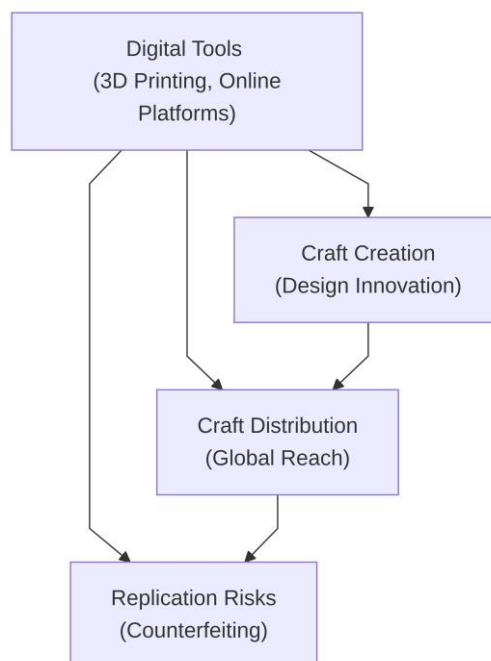 Digital Tools
(3D Printing, Online
Platforms)
Craft Creation
(Design Innovation)
Craft Distribution
(Global Reach)
Replication Risks
(Counterfeiting)